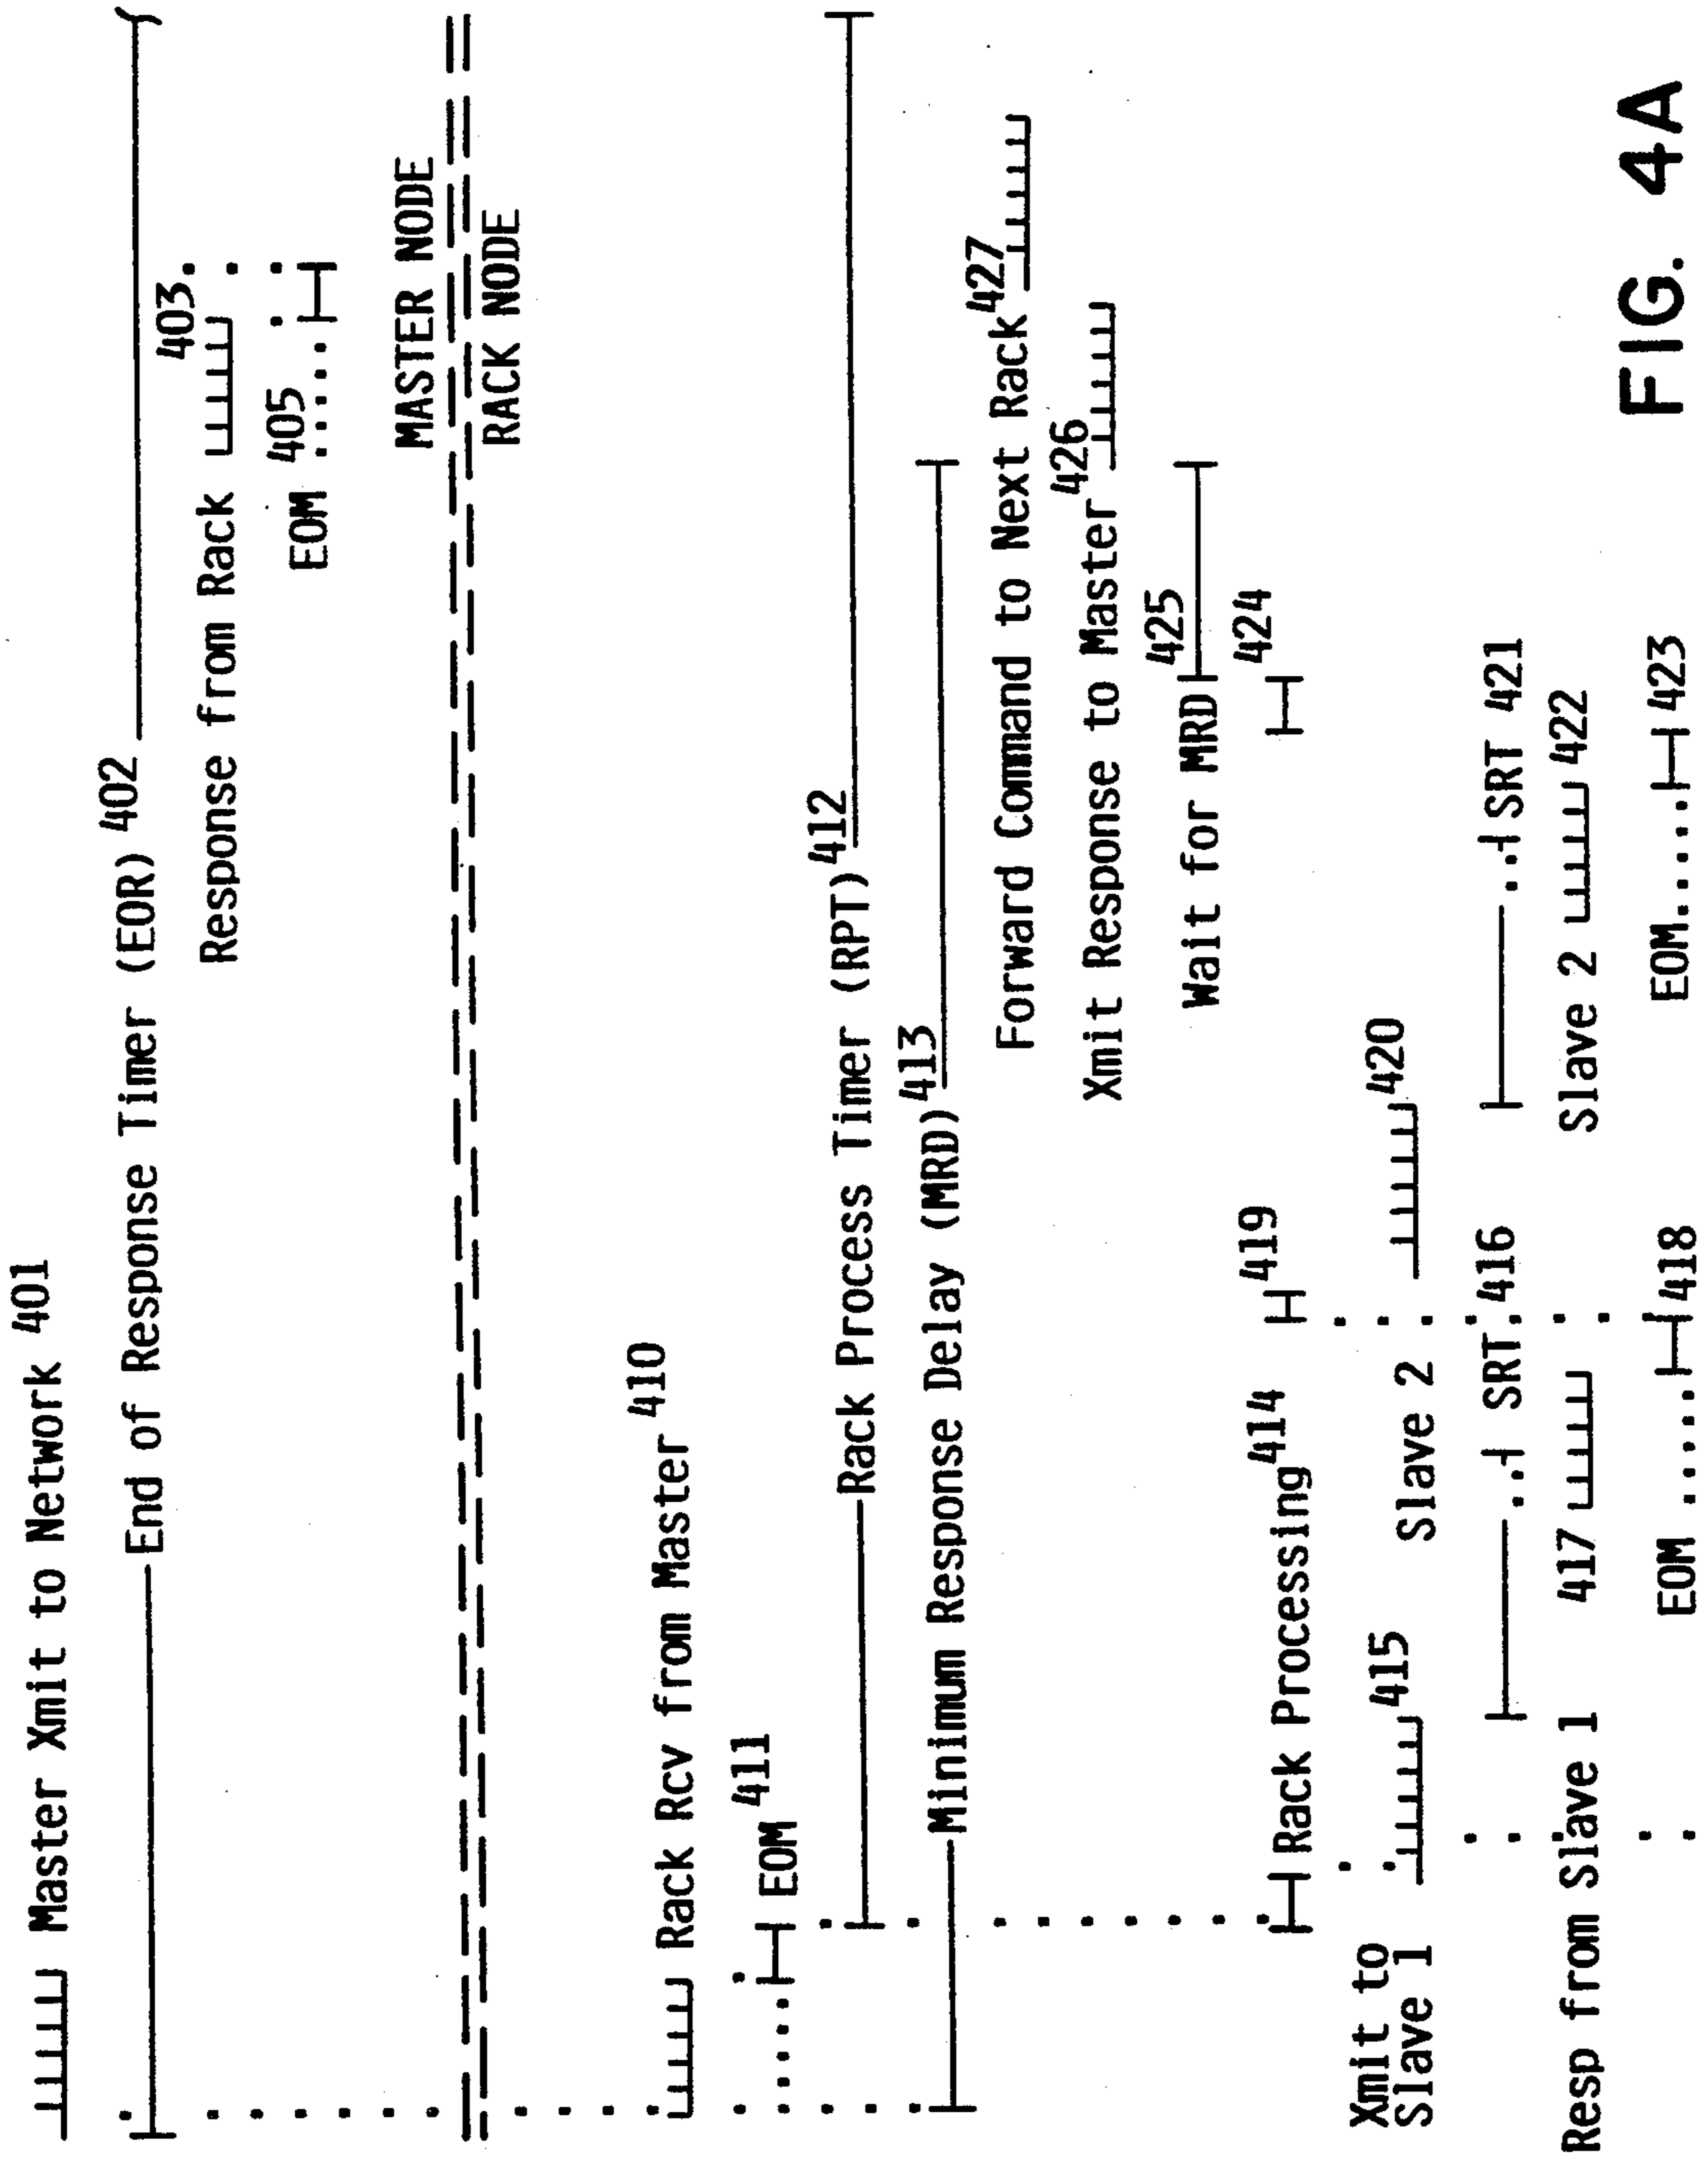 Master Xmit to Network 401
End of Response Timer (EOR) 402
403
Response from Rack
EOM 405
MASTER NODE
RACK NODE
410
Rack Rcv from Master
EOM 411
Rack Process Timer (RPT) 412
Minimum Response Delay (MRD) 413
Forward Command to Next Rack 427
Xmit Response to Master 426
425
Wait for MRD
424
Rack Processing 414
419
Xmit to
Slave 1
415
Slave 2
420
SRT 416
SRT 421
Resp from Slave 1
417
Slave 2
422
EOM
418
EOM
423
FIG. 4A